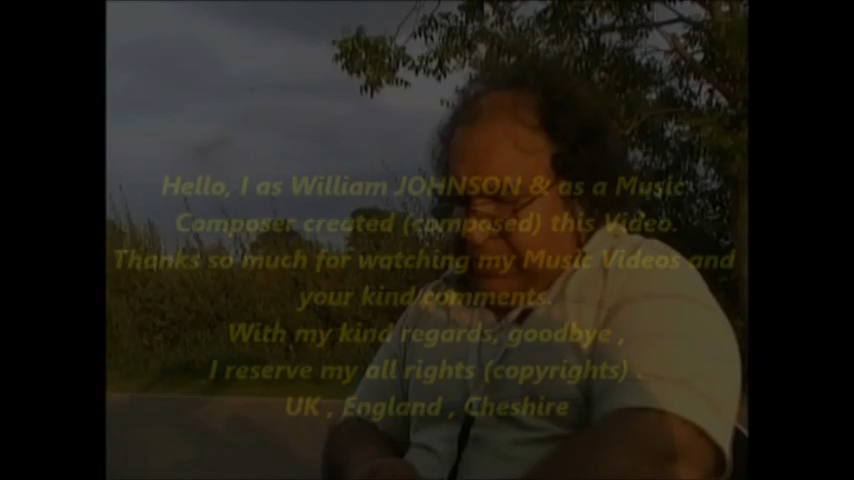 Hello, I as William JOHNSON & as a Music
Composer created (composed) this Video.
Thanks so much for watching my Music Videos and
your kind comments.
With my kind regards, goodbye ,
I reserve my all rights (copyrights) .
UK , England , Cheshire